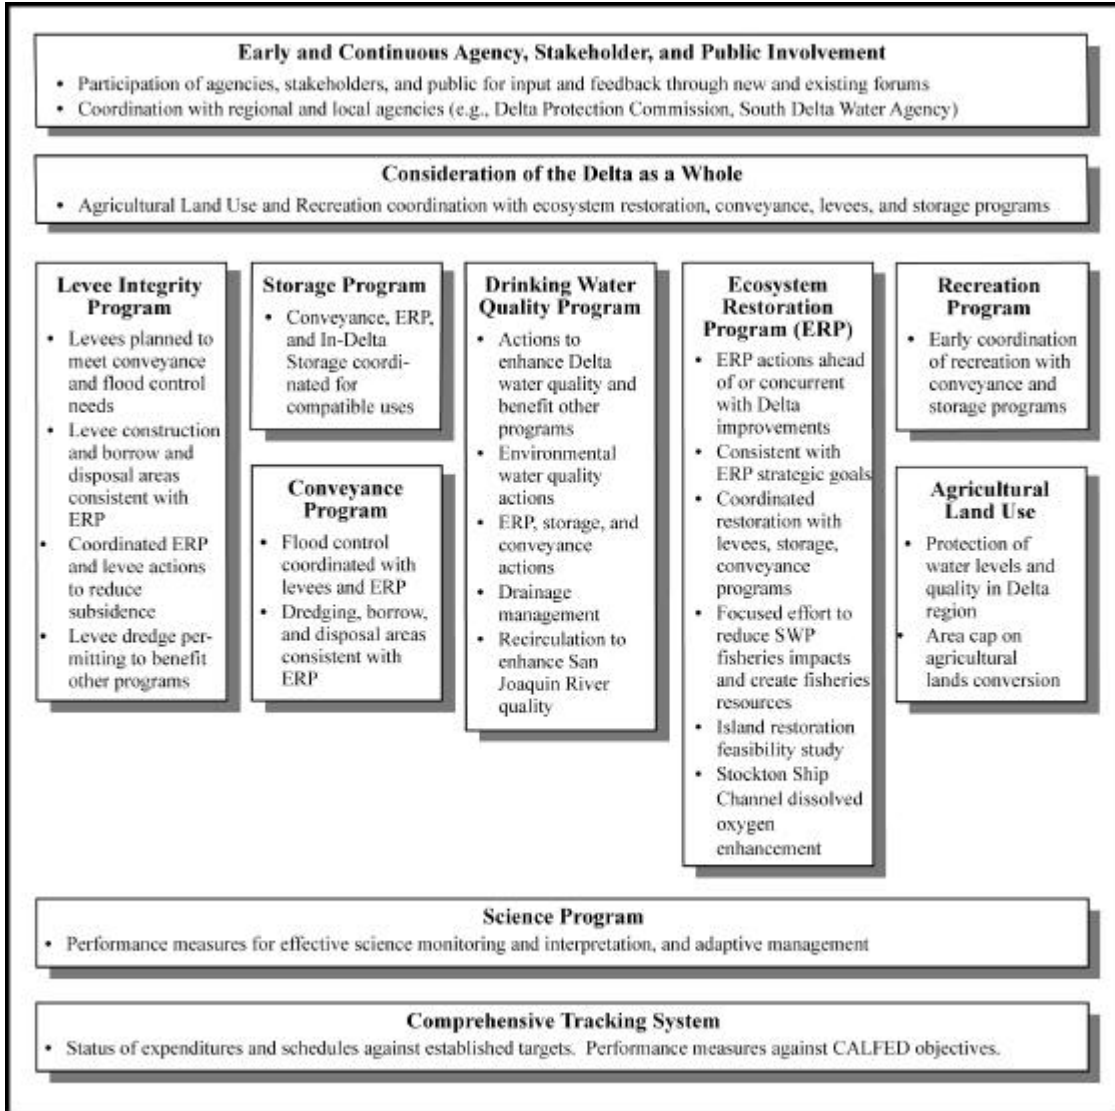 Early and Continuous Agency, Stakeholder, and Public Involvement
• Participation of agencies, stakeholders, and public for input and feedback through new and existing forums
• Coordination with regional and local agencies (e.g., Delta Protection Commission, South Delta Water Agency)
Consideration of the Delta as a Whole
• Agricultural Land Use and Recreation coordination with ecosystem restoration, conveyance, levees, and storage programs
Levee Integrity
Program
• Levees planned to
meet conveyance
and flood control
needs
• Levee construction
and borrow and
disposal areas
consistent with
ERP
• Coordinated ERP
and levee actions
to reduce
subsidence
• Levee dredge per-
mitting to benefit
other programs
Storage Program
• Conveyance, ERP,
and In-Delta
Storage coordi-
nated for
compatible uses
Conveyance
Program
• Flood control
coordinated with
levees and ERP
• Dredging, borrow,
and disposal areas
consistent with
ERP
Drinking Water
Quality Program
• Actions to
enhance Delta
water quality and
benefit other
programs
• Environmental
water quality
actions
• ERP, storage, and
conveyance
actions
• Drainage
management
• Recirculation to
enhance San
Joaquin River
quality
Ecosystem
Restoration
Program (ERP)
• ERP actions ahead
of or concurrent
with Delta
improvements
• Consistent with
ERP strategic goals
• Coordinated
restoration with
levees, storage,
conveyance
programs
• Focused effort to
reduce SWP
fisheries impacts
and create fisheries
resources
• Island restoration
feasibility study
• Stockton Ship
Channel dissolved
oxygen
enhancement
Recreation
Program
• Early coordination
of recreation with
conveyance and
storage programs
Agricultural
Land Use
• Protection of
water levels and
quality in Delta
region
• Area cap on
agricultural
lands conversion
Science Program
• Performance measures for effective science monitoring and interpretation, and adaptive management
Comprehensive Tracking System
• Status of expenditures and schedules against established targets. Performance measures against CALFED objectives.